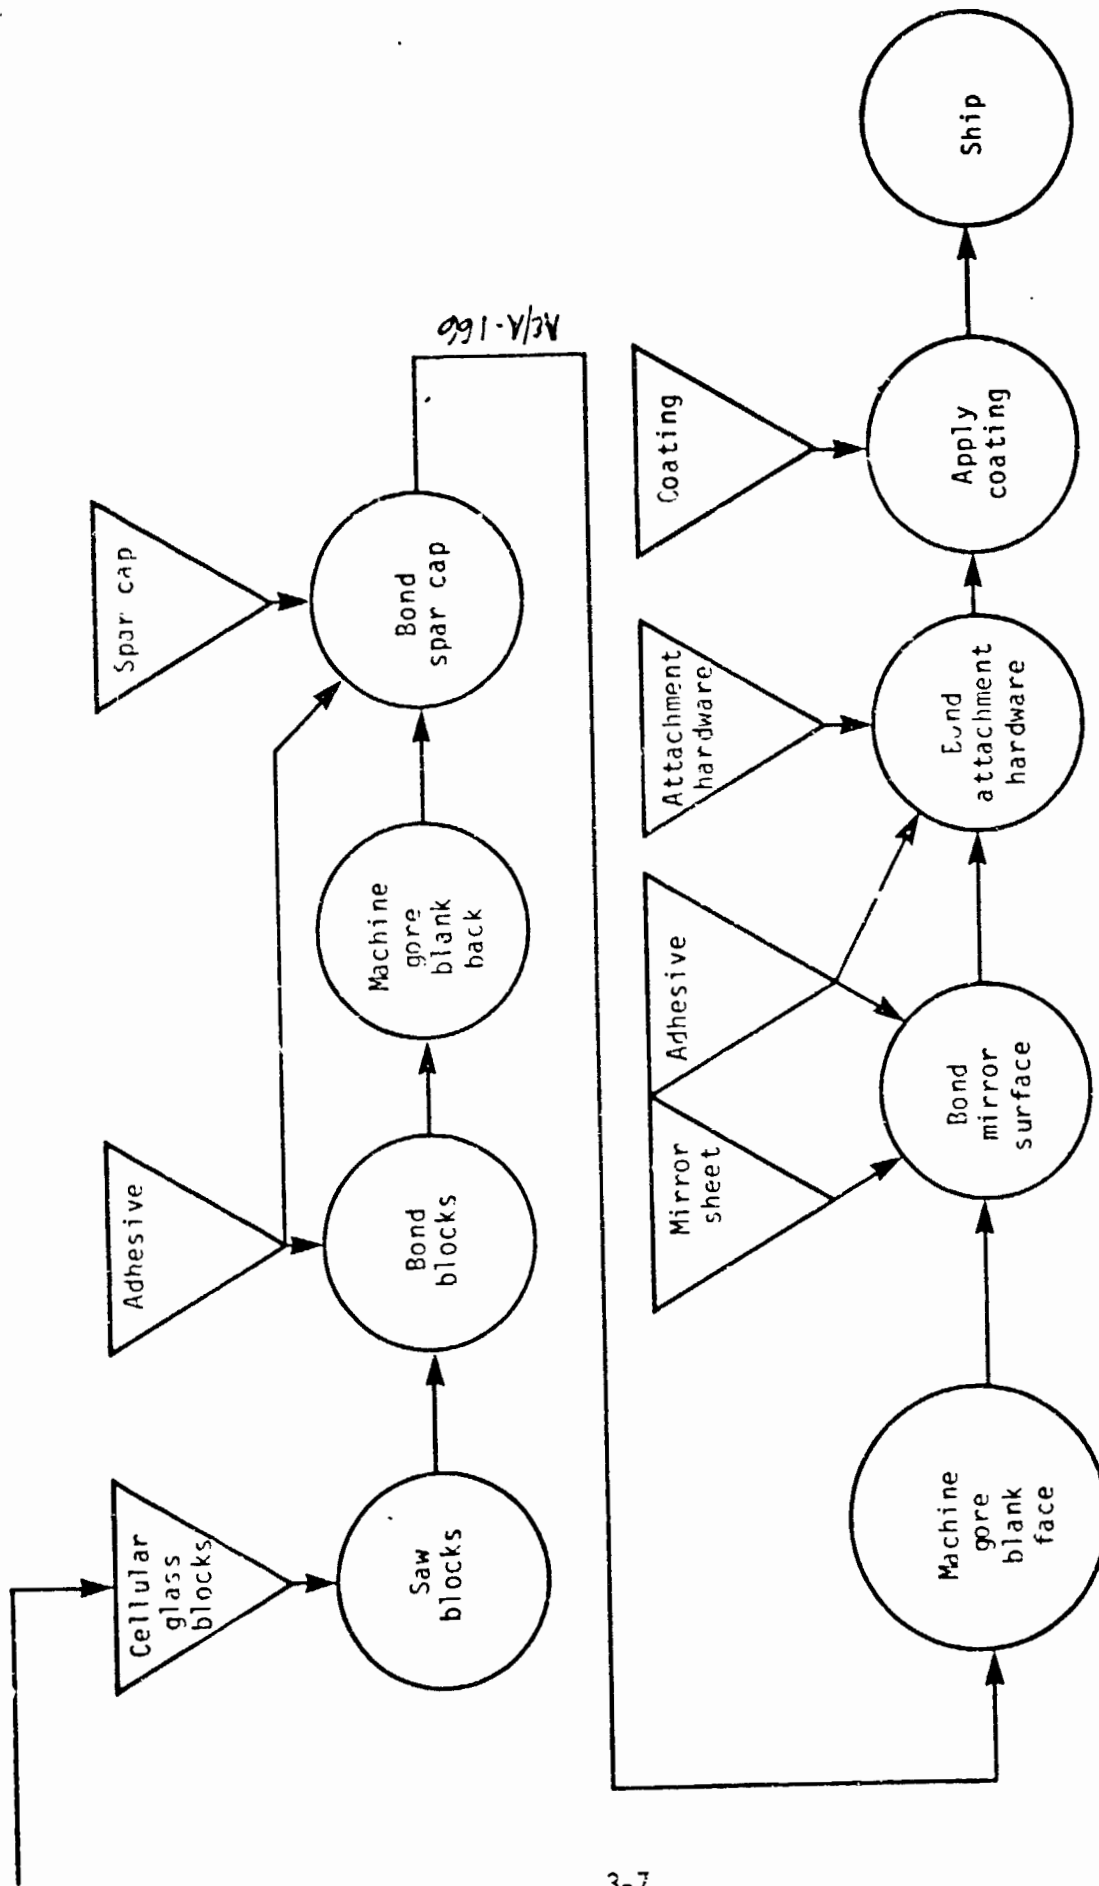 Cellular
glass
blocks
Adhesive
Spar cap
Saw
blocks
Bond
blocks
Machine
gore
blank
back
Bond
spar cap
Mirror
sheet
Adhesive
Attachment
hardware
Coating
Machine
gore
blank
face
Bond
mirror
surface
Bond
attachment
hardware
Apply
coating
Ship
3-7